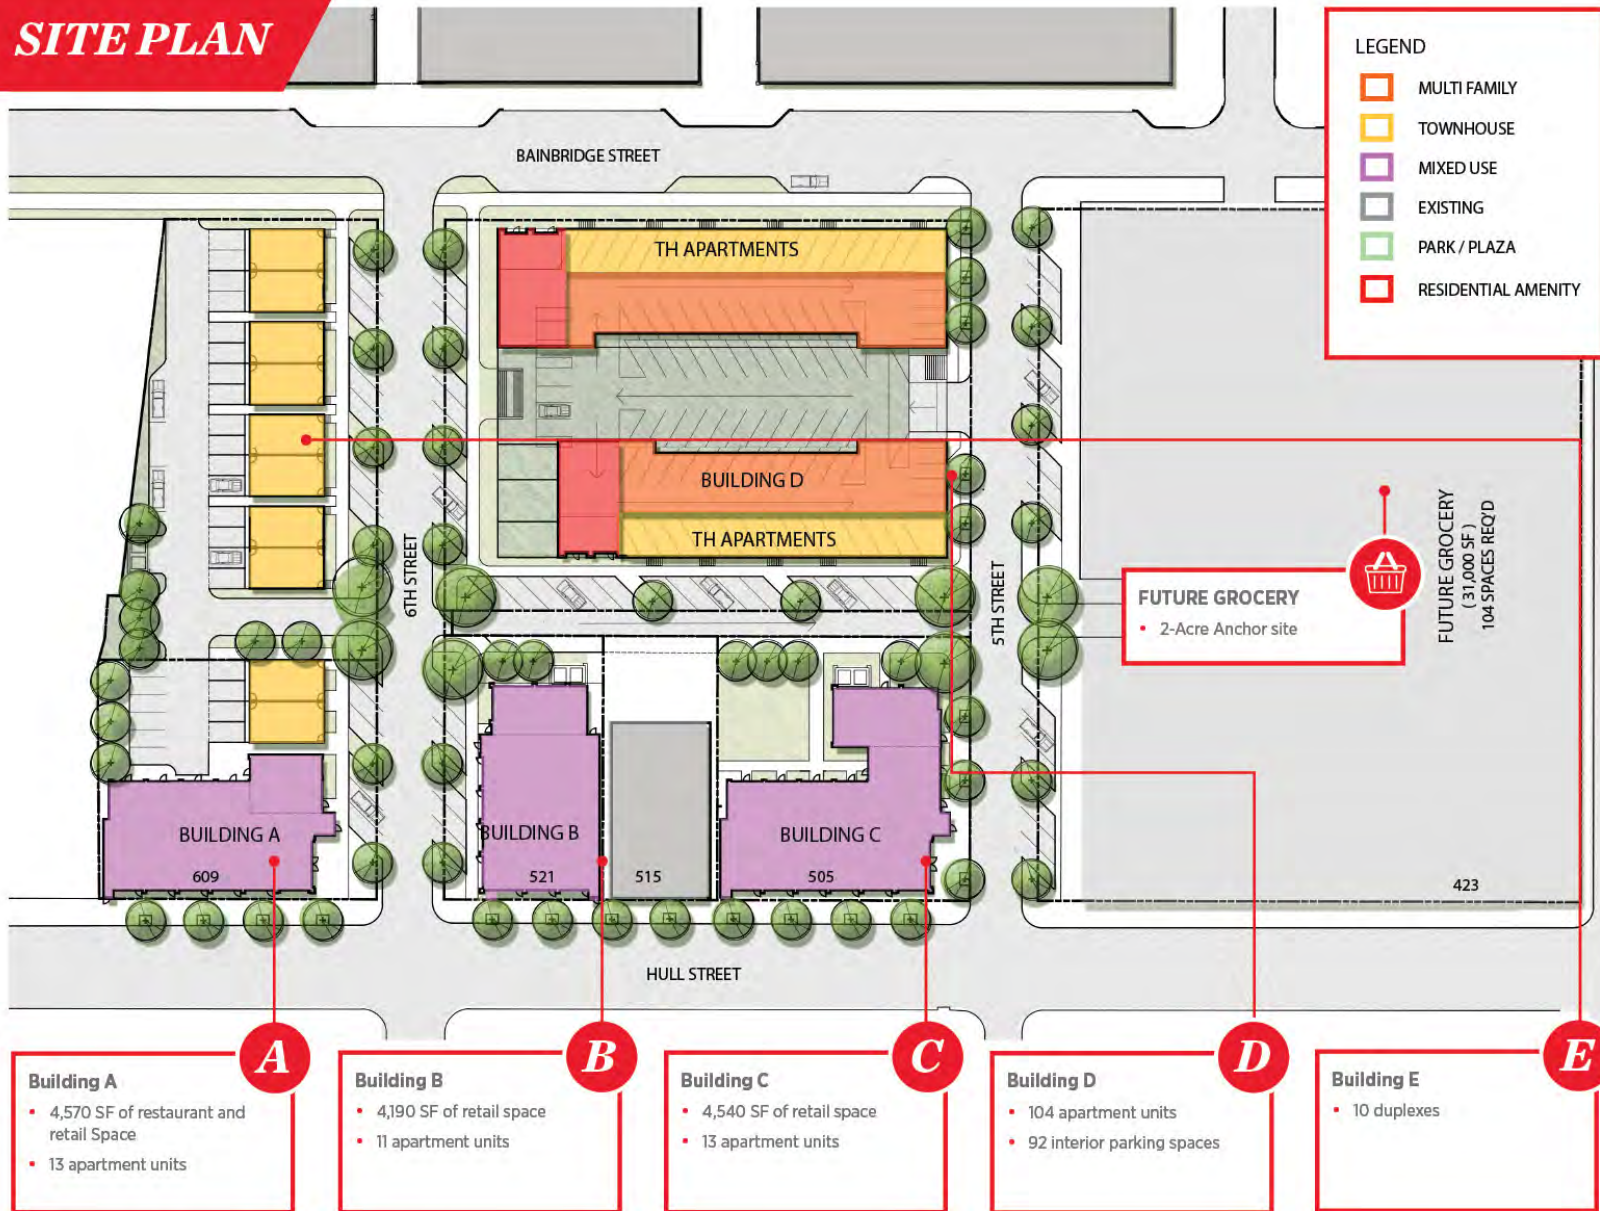 SITE PLAN
LEGEND
MULTI FAMILY
TOWNHOUSE
MIXED USE
EXISTING
PARK / PLAZA
RESIDENTIAL AMENITY
BAINBRIDGE STREET
TH APARTMENTS
BUILDING D
TH APARTMENTS
6TH STREET
5TH STREET
FUTURE GROCERY
• 2-Acre Anchor site
FUTURE GROCERY
( 31,000 SF )
104 SPACES REQ'D
BUILDING A
609
BUILDING B
521
515
BUILDING C
505
423
HULL STREET
A
Building A
• 4,570 SF of restaurant and
retail Space
• 13 apartment units
B
Building B
• 4,190 SF of retail space
• 11 apartment units
C
Building C
• 4,540 SF of retail space
• 13 apartment units
D
Building D
• 104 apartment units
• 92 interior parking spaces
E
Building E
• 10 duplexes